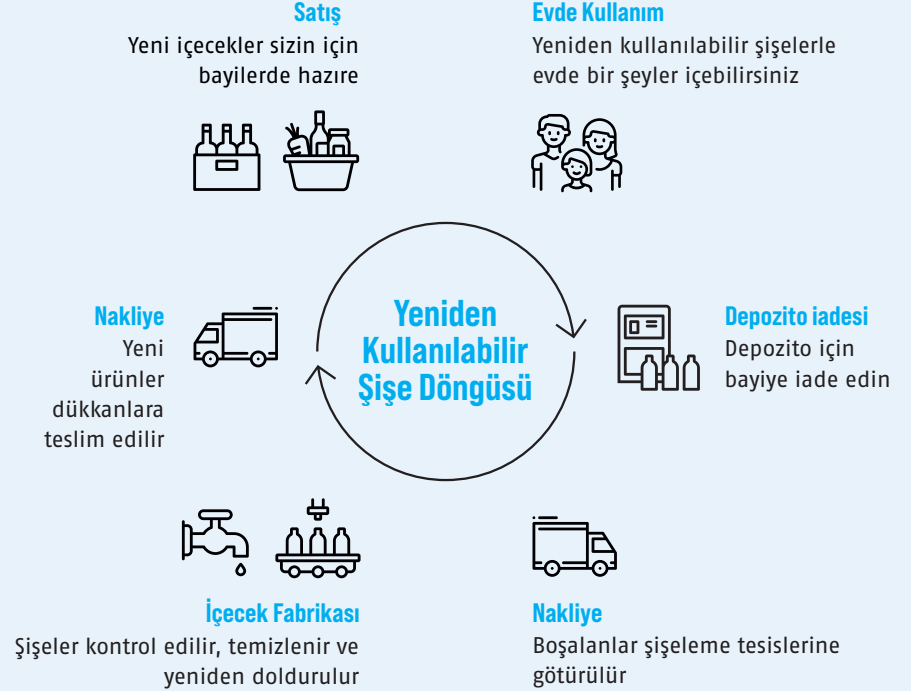 Satış
Yeni içecekler sizin için
bayilerde hazıre
Evde Kullanım
Yeniden kullanılabilir şişelerle
evde bir şeyler içebilirsiniz
Nakliye
Yeni
ürünler
dükkanlara
teslim edilir
Yeniden
Kullanılabilir
Şişe Döngüsü
Depozito iadesi
Depozito için
bayiye iade edin
İçecek Fabrikası
Şişeler kontrol edilir, temizlenir ve
yeniden doldurulur
Nakliye
Boşalanlar şişeleme tesislerine
götürülür